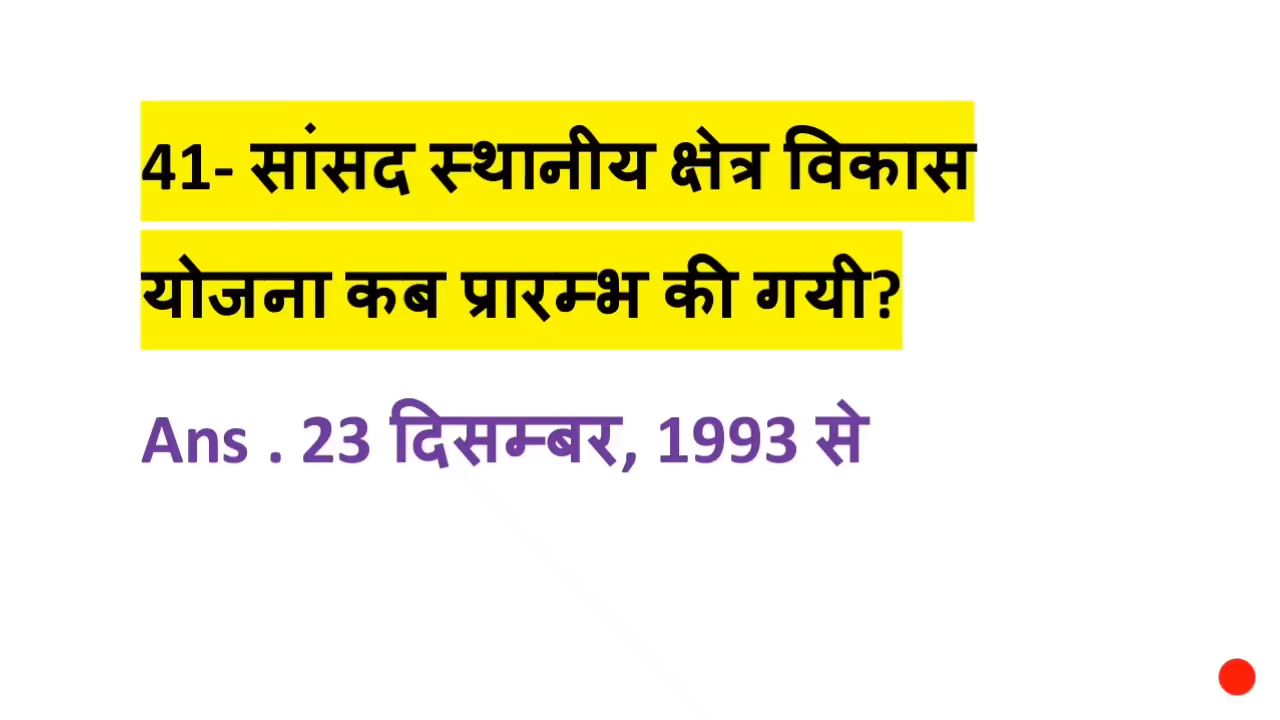 41- सांसद स्थानीय क्षेत्र विकास
योजना कब प्रारम्भ की गयी?
Ans . 23 दिसम्बर, 1993 से